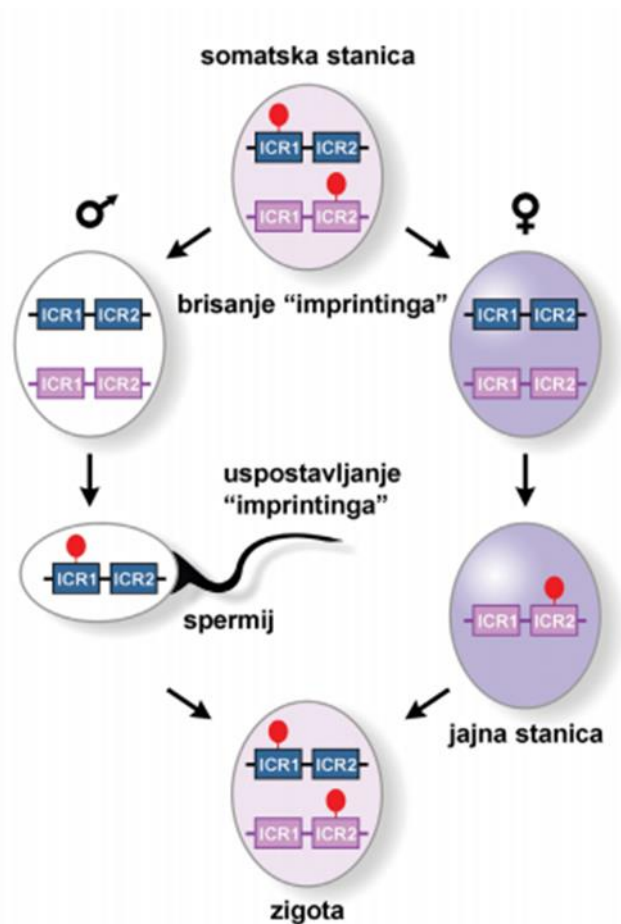 somatska stanica
ICR1 ICR2
ICR1 ICR2
brisanje “imprintinga”
ICR1 ICR2
ICR1 ICR2
ICR1 ICR2
ICR1 ICR2
uspostavljanje
“imprintinga”
ICR1 ICR2
spermij
ICR1 ICR2
jajna stanica
ICR1 ICR2
ICR1 ICR2
zigota